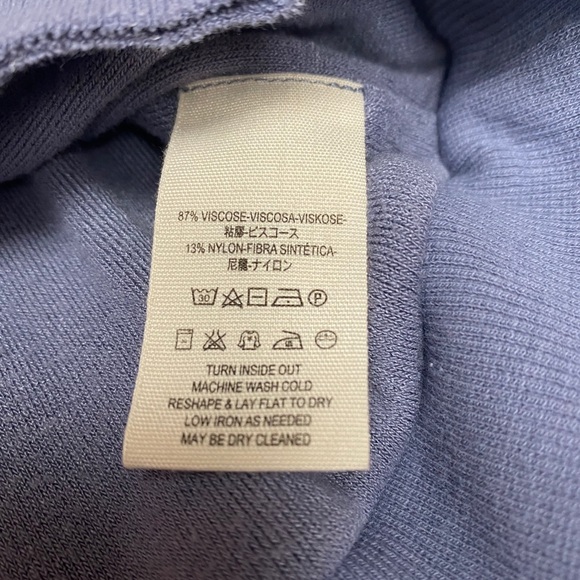 87% VISCOSE-VISCOSA-VISKOSE-
粘膠-ビスコース
13% NYLON-FIBRA SINTÉTICA-
尼龍-ナイロン
30 P
TURN INSIDE OUT
MACHINE WASH COLD
RESHAPE & LAY FLAT TO DRY
LOW IRON AS NEEDED
MAY BE DRY CLEANED